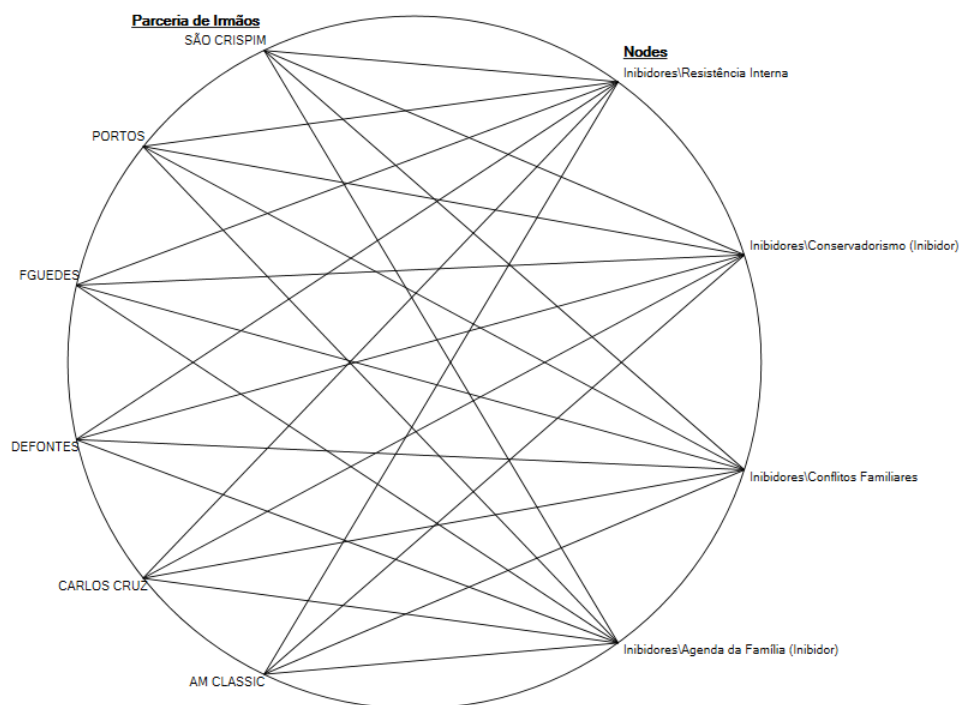 Parceria de Irmãos
SÃO CRISPIM
PORTOS
FGUEDES
DEFONTES
CARLOS CRUZ
AM CLASSIC
Nodes
Inibidores\Resistência Interna
Inibidores\Conservadorismo (Inibidor)
Inibidores\Conflitos Familiares
Inibidores\Agenda da Família (Inibidor)